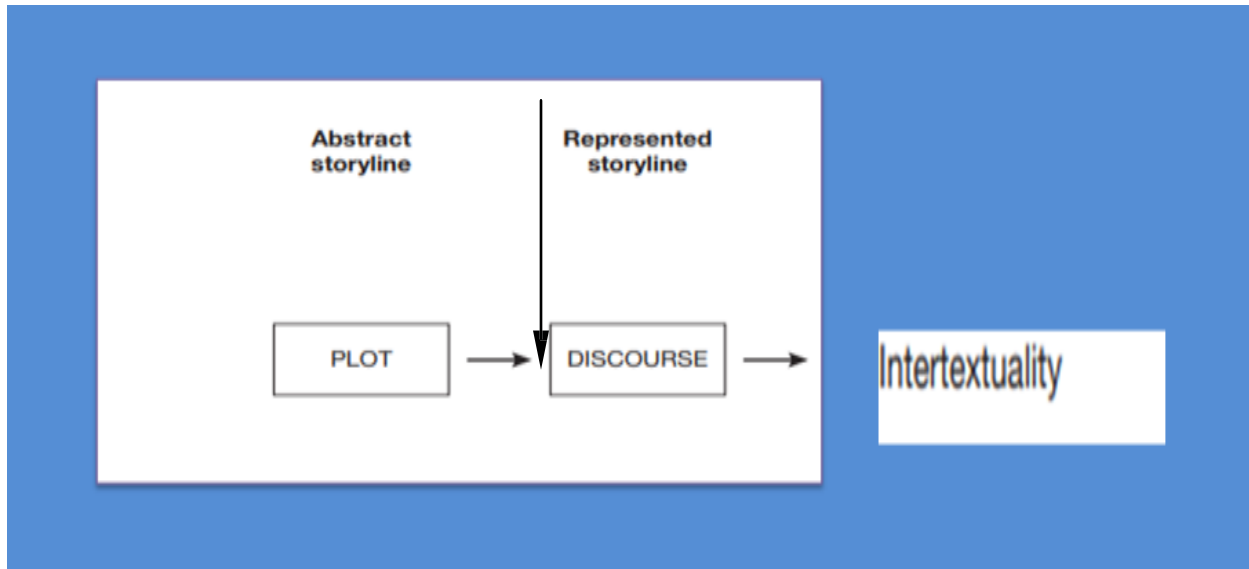 Abstract
storyline
Represented
storyline
PLOT
DISCOURSE
Intertextuality